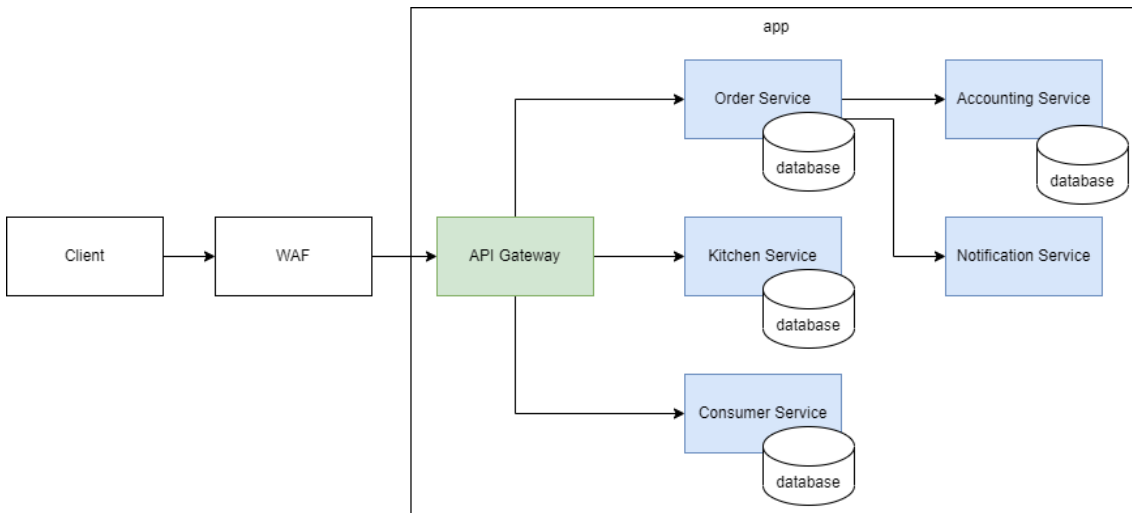 app
Order Service
database
Accounting Service
database
Client
WAF
API Gateway
Kitchen Service
database
Notification Service
Consumer Service
database